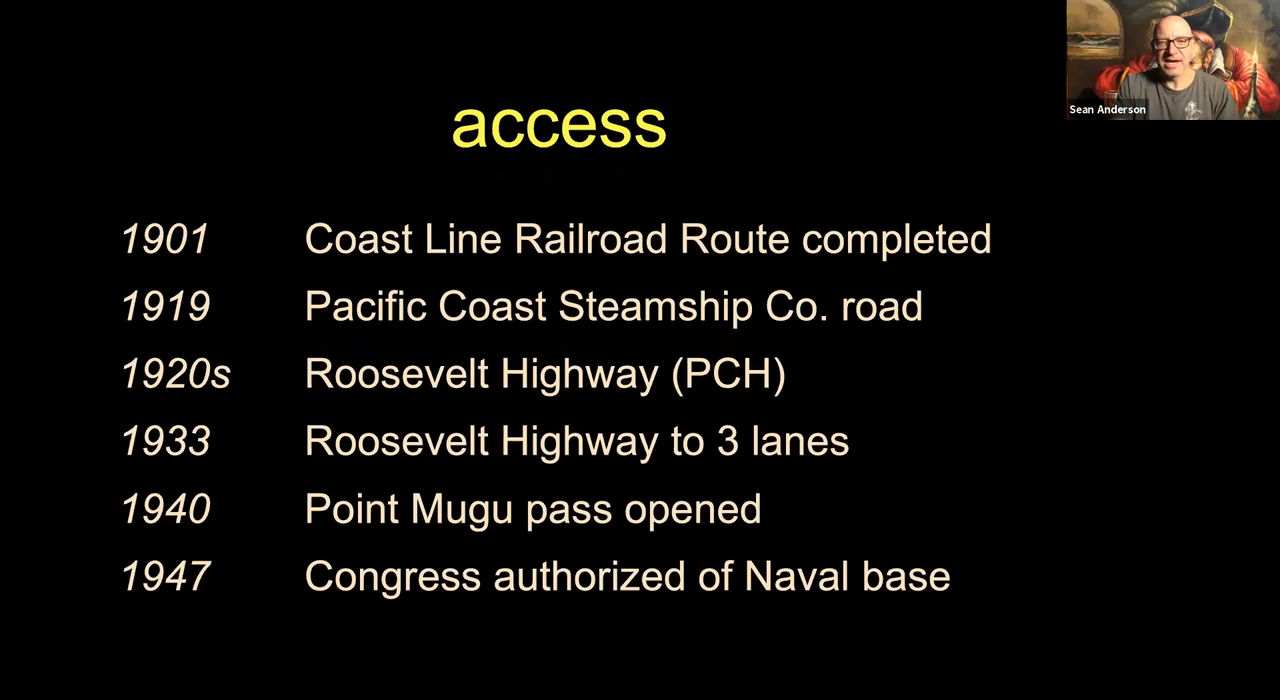 access
Sean Anderson
1901 Coast Line Railroad Route completed
1919 Pacific Coast Steamship Co. road
1920s Roosevelt Highway (PCH)
1933 Roosevelt Highway to 3 lanes
1940 Point Mugu pass opened
1947 Congress authorized of Naval base